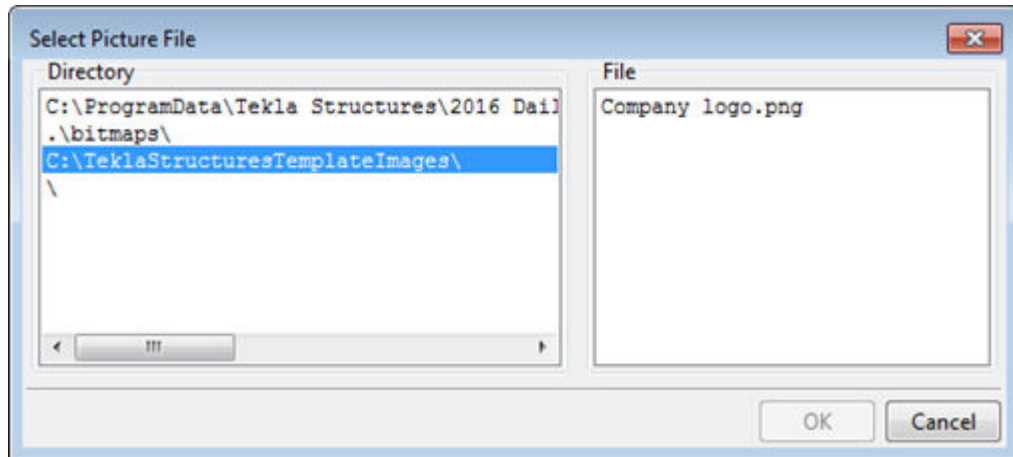 Select Picture File
Directory
C:\ProgramData\Tekla Structures\2016 Dail
.\bitmaps\
C:\TeklaStructuresTemplateImages\
\
File
Company logo.png
OK
Cancel